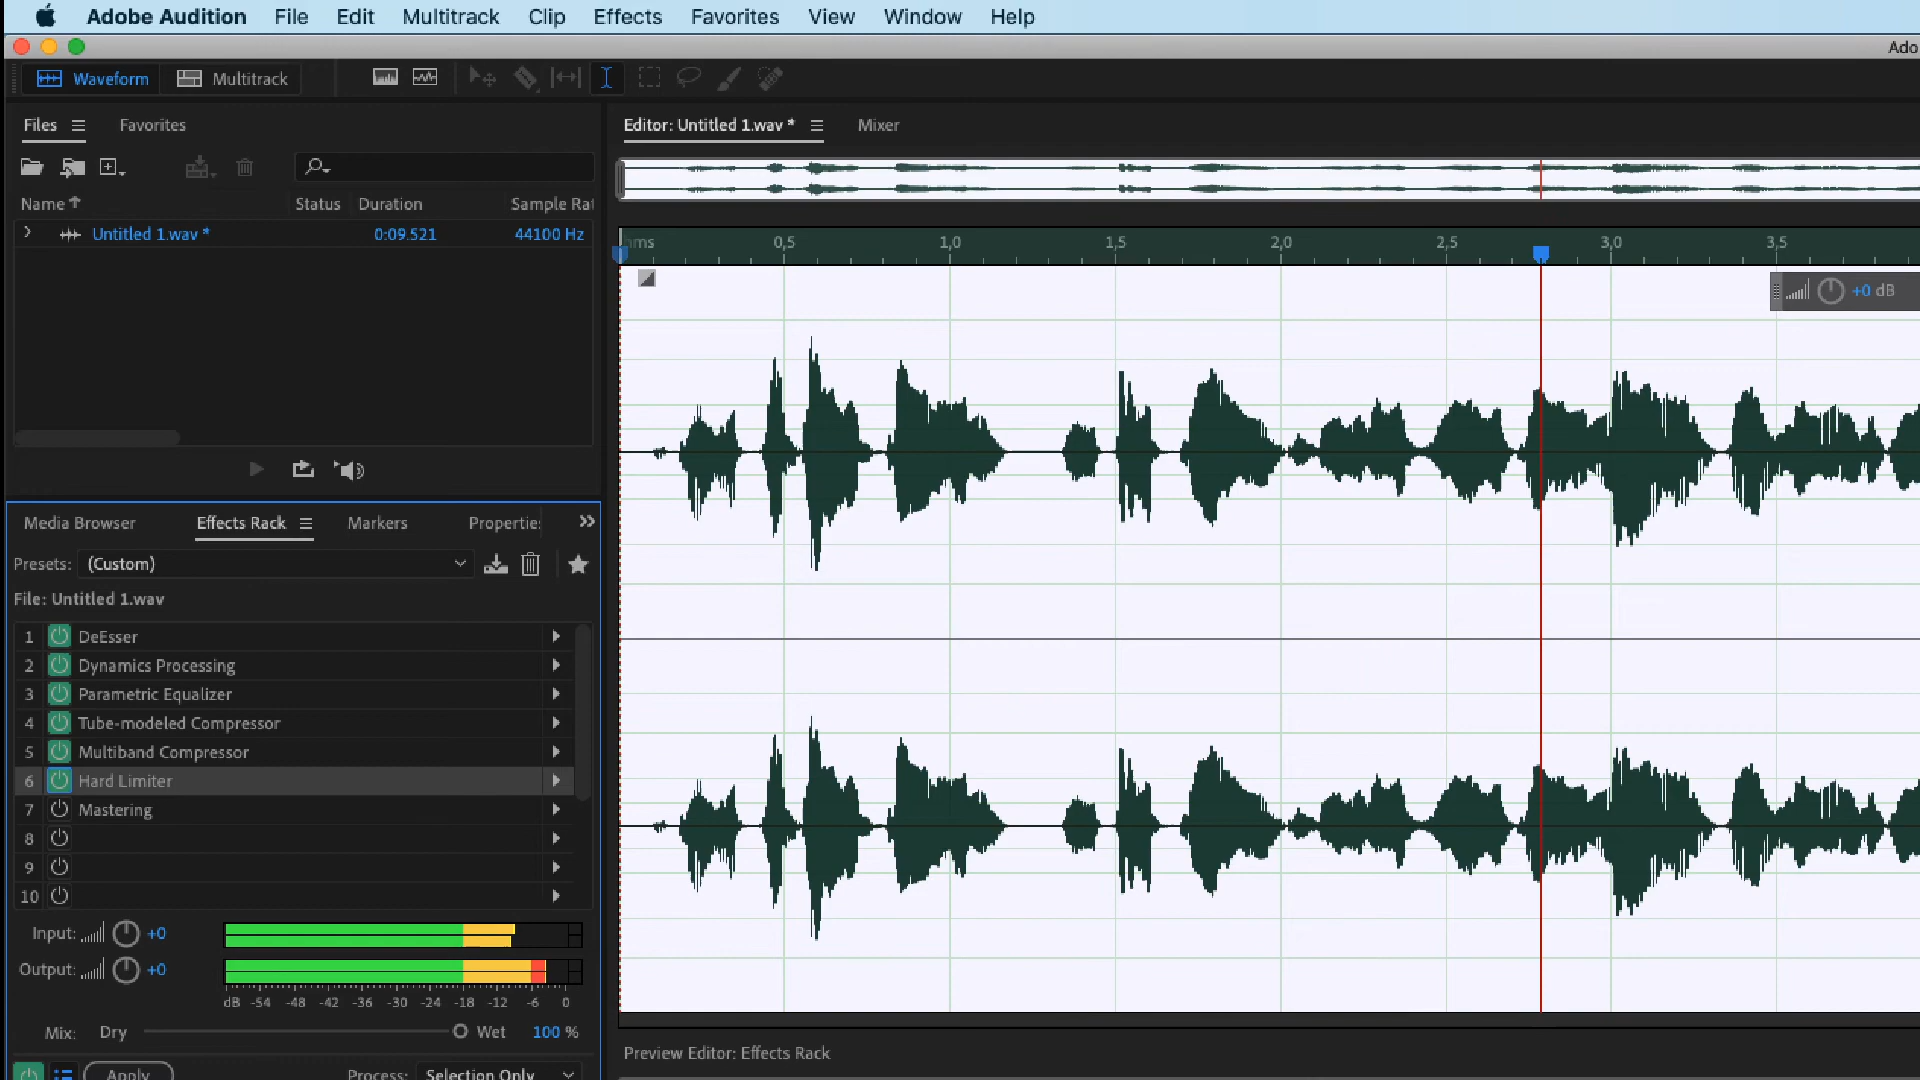 Adobe Audition File Edit Multitrack Clip Effects Favorites View Window Help
Ado
Waveform Multitrack
Files Favorites
Name Status Duration Sample Rat
Untitled 1.wav * 0:09.521 44100 Hz
Media Browser Effects Rack Markers Propertie
Presets: (Custom)
File: Untitled 1.wav
1 DeEsser
2 Dynamics Processing
3 Parametric Equalizer
4 Tube-modeled Compressor
5 Multiband Compressor
6 Hard Limiter
7 Mastering
8
9
10
Input: +0
Output: +0
dB -54 -48 -42 -36 -30 -24 -18 -12 -6 0
Mix: Dry Wet 100 %
Apply Process: Selection Only
Editor: Untitled 1.wav * Mixer
hms 0,5 1,0 1,5 2,0 2,5 3,0 3,5
+0 dB
Preview Editor: Effects Rack